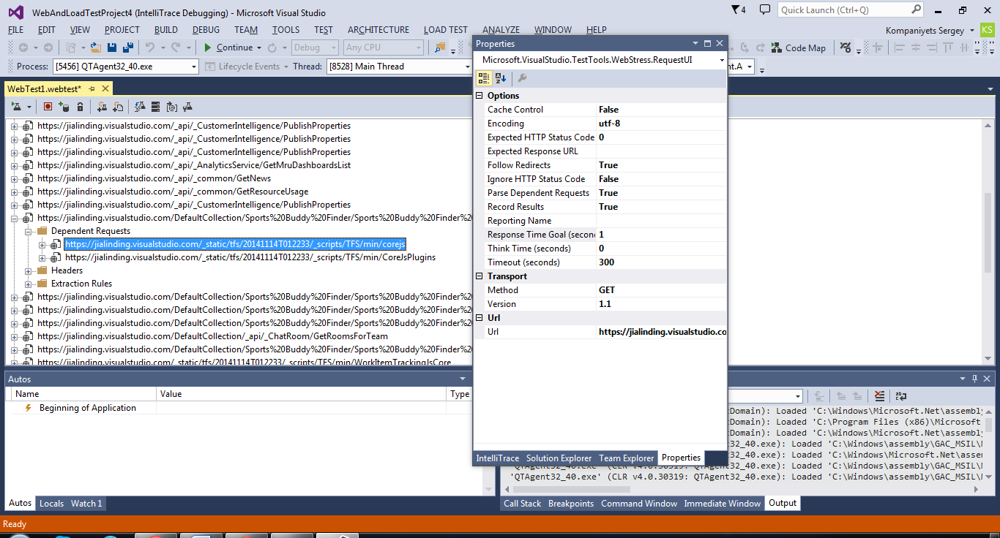 WebAndLoadTestProject4 (IntelliTrace Debugging) - Microsoft Visual Studio
4
Quick Launch (Ctrl+Q)
FILE EDIT VIEW PROJECT BUILD DEBUG TEAM TOOLS TEST ARCHITECTURE LOAD TEST ANALYZE WINDOW HELP
Kompaniyets Sergey KS
Continue Debug Any CPU Code Map
Process: [5456] QTAgent32_40.exe Lifecycle Events Thread: [8528] Main Thread
WebTest1.webtest*
https://jialinding.visualstudio.com/_api/_CustomerIntelligence/PublishProperties
https://jialinding.visualstudio.com/_api/_CustomerIntelligence/PublishProperties
https://jialinding.visualstudio.com/_api/_CustomerIntelligence/PublishProperties
https://jialinding.visualstudio.com/_api/_AnalyticsService/GetMruDashboardsList
https://jialinding.visualstudio.com/_api/_common/GetNews
https://jialinding.visualstudio.com/_api/_common/GetResourceUsage
https://jialinding.visualstudio.com/_api/_CustomerIntelligence/PublishProperties
https://jialinding.visualstudio.com/DefaultCollection/Sports%20Buddy%20Finder/Sports%20Buddy%20Finder%20
Dependent Requests
https://jialinding.visualstudio.com/_static/tfs/20141114T012233/_scripts/TFS/min/corejs
https://jialinding.visualstudio.com/_static/tfs/20141114T012233/_scripts/TFS/min/CoreJsPlugins
Headers
Extraction Rules
https://jialinding.visualstudio.com/DefaultCollection/Sports%20Buddy%20Finder/Sports%20Buddy%20Finder%20
https://jialinding.visualstudio.com/DefaultCollection/Sports%20Buddy%20Finder/Sports%20Buddy%20Finder%20
https://jialinding.visualstudio.com/DefaultCollection/Sports%20Buddy%20Finder/Sports%20Buddy%20Finder%20
https://jialinding.visualstudio.com/DefaultCollection/_api/_ChatRoom/GetRoomsForTeam
https://jialinding.visualstudio.com/DefaultCollection/Sports%20Buddy%20Finder/Sports%20Buddy%20Finder%20
https://jialinding.visualstudio.com/_static/tfs/20141114T012233/_scripts/TFS/min/WorkItemTrackingJsCore
Properties
Microsoft.VisualStudio.TestTools.WebStress.RequestUI
Options
Cache Control False
Encoding utf-8
Expected HTTP Status Code 0
Expected Response URL
Follow Redirects True
Ignore HTTP Status Code False
Parse Dependent Requests True
Record Results True
Reporting Name
Response Time Goal (secon 1
Think Time (seconds) 0
Timeout (seconds) 300
Transport
Method GET
Version 1.1
Url
Url https://jialinding.visualstudio.co
IntelliTrace Solution Explorer Team Explorer Properties
Autos
Name Value Type
Beginning of Application
Autos Locals Watch 1
Domain): Loaded 'C:\Windows\Microsoft.Net\assembly
Domain): Loaded 'C:\Program Files (x86)\Microsoft
Domain): Loaded 'C:\Windows\Microsoft.Net\assembly
nt32_40.exe): Loaded 'C:\Windows\assembly\GAC_MSIL\M
nt32_40.exe): Loaded 'C:\Windows\Microsoft.Net\assem
nt32_40.exe): Loaded 'C:\Windows\assembly\GAC_MSIL\M
'QTAgent32_40.exe' (CLR v4.0.30319: QTAgent32_40.exe): Loaded 'C:\Windows\assembly\GAC_MSIL\M
'QTAgent32_40.exe' (CLR v4.0.30319: QTAgent32_40.exe): Loaded 'C:\Windows\assembly\GAC_MSIL\M
Call Stack Breakpoints Command Window Immediate Window Output
Ready